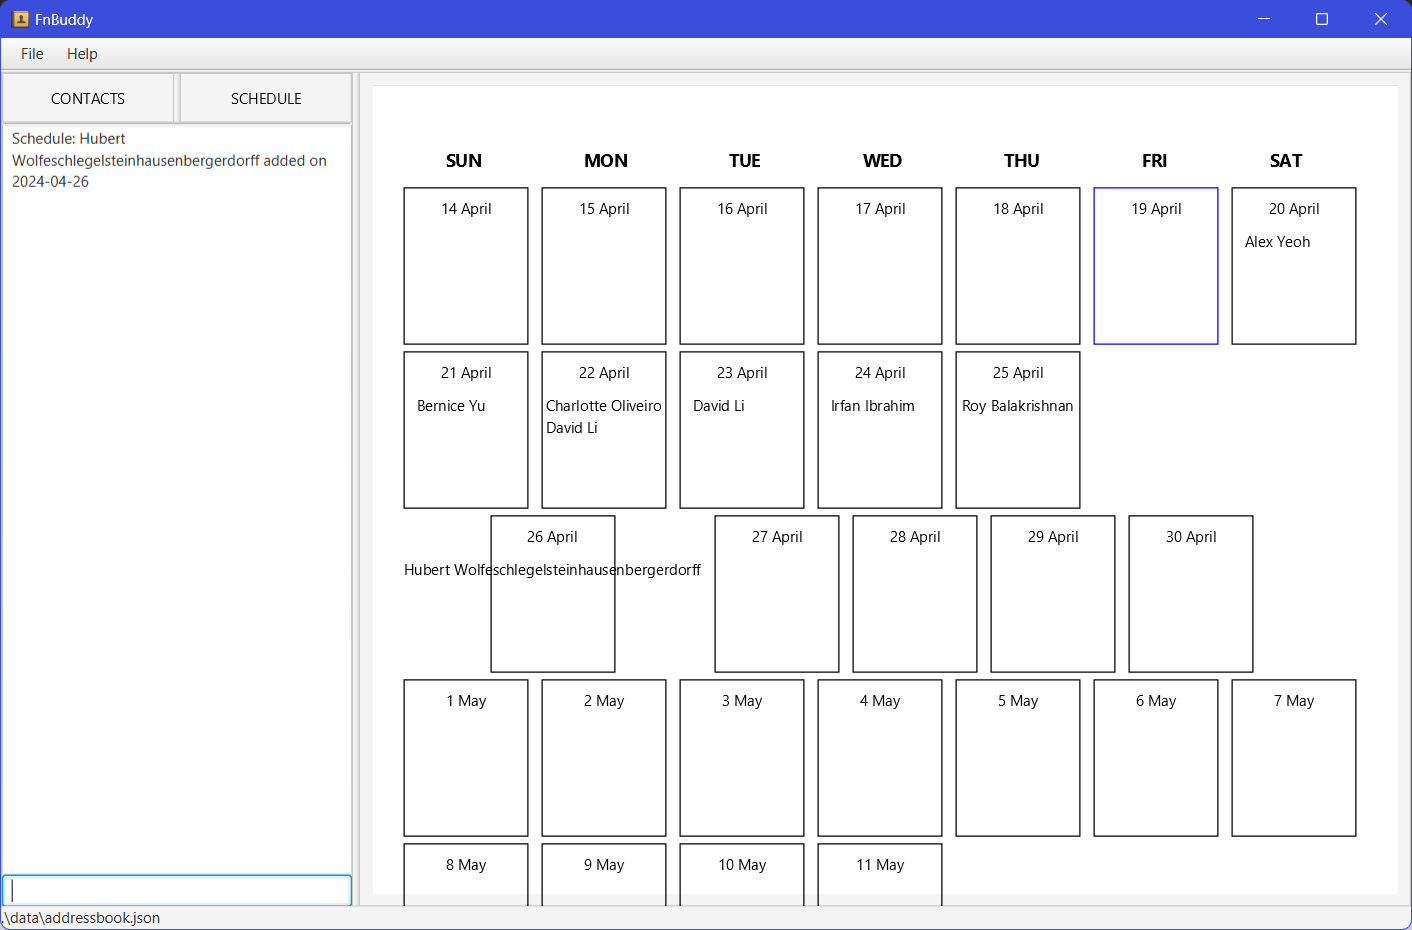 FnBuddy
File Help
CONTACTS SCHEDULE
Schedule: Hubert
Wolfeschlegelsteinhausenbergerdorff added on
2024-04-26
SUN MON TUE WED THU FRI SAT
14 April 15 April 16 April 17 April 18 April 19 April 20 April
Alex Yeoh
21 April 22 April 23 April 24 April 25 April
Bernice Yu Charlotte Oliveiro David Li Irfan Ibrahim Roy Balakrishnan
David Li
26 April 27 April 28 April 29 April 30 April
Hubert Wolfeschlegelsteinhausenbergerdorff
1 May 2 May 3 May 4 May 5 May 6 May 7 May
8 May 9 May 10 May 11 May
.\data\addressbook.json